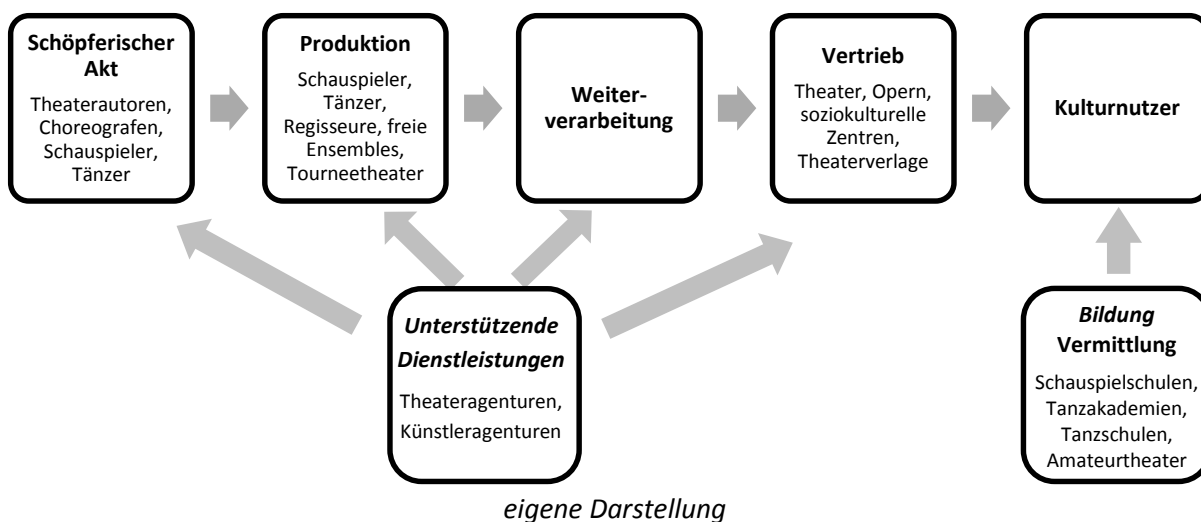 Schöpferischer
Akt
Theaterautoren,
Choreografen,
Schauspieler,
Tänzer
Produktion
Schauspieler,
Tänzer,
Regisseure, freie
Ensembles,
Tourneetheater
Weiter-
verarbeitung
Vertrieb
Theater, Opern,
soziokulturelle
Zentren,
Theaterverlage
Kulturnutzer
Unterstützende
Dienstleistungen
Theateragenturen,
Künstleragenturen
Bildung
Vermittlung
Schauspielschulen,
Tanzakademien,
Tanzschulen,
Amateurtheater
eigene Darstellung